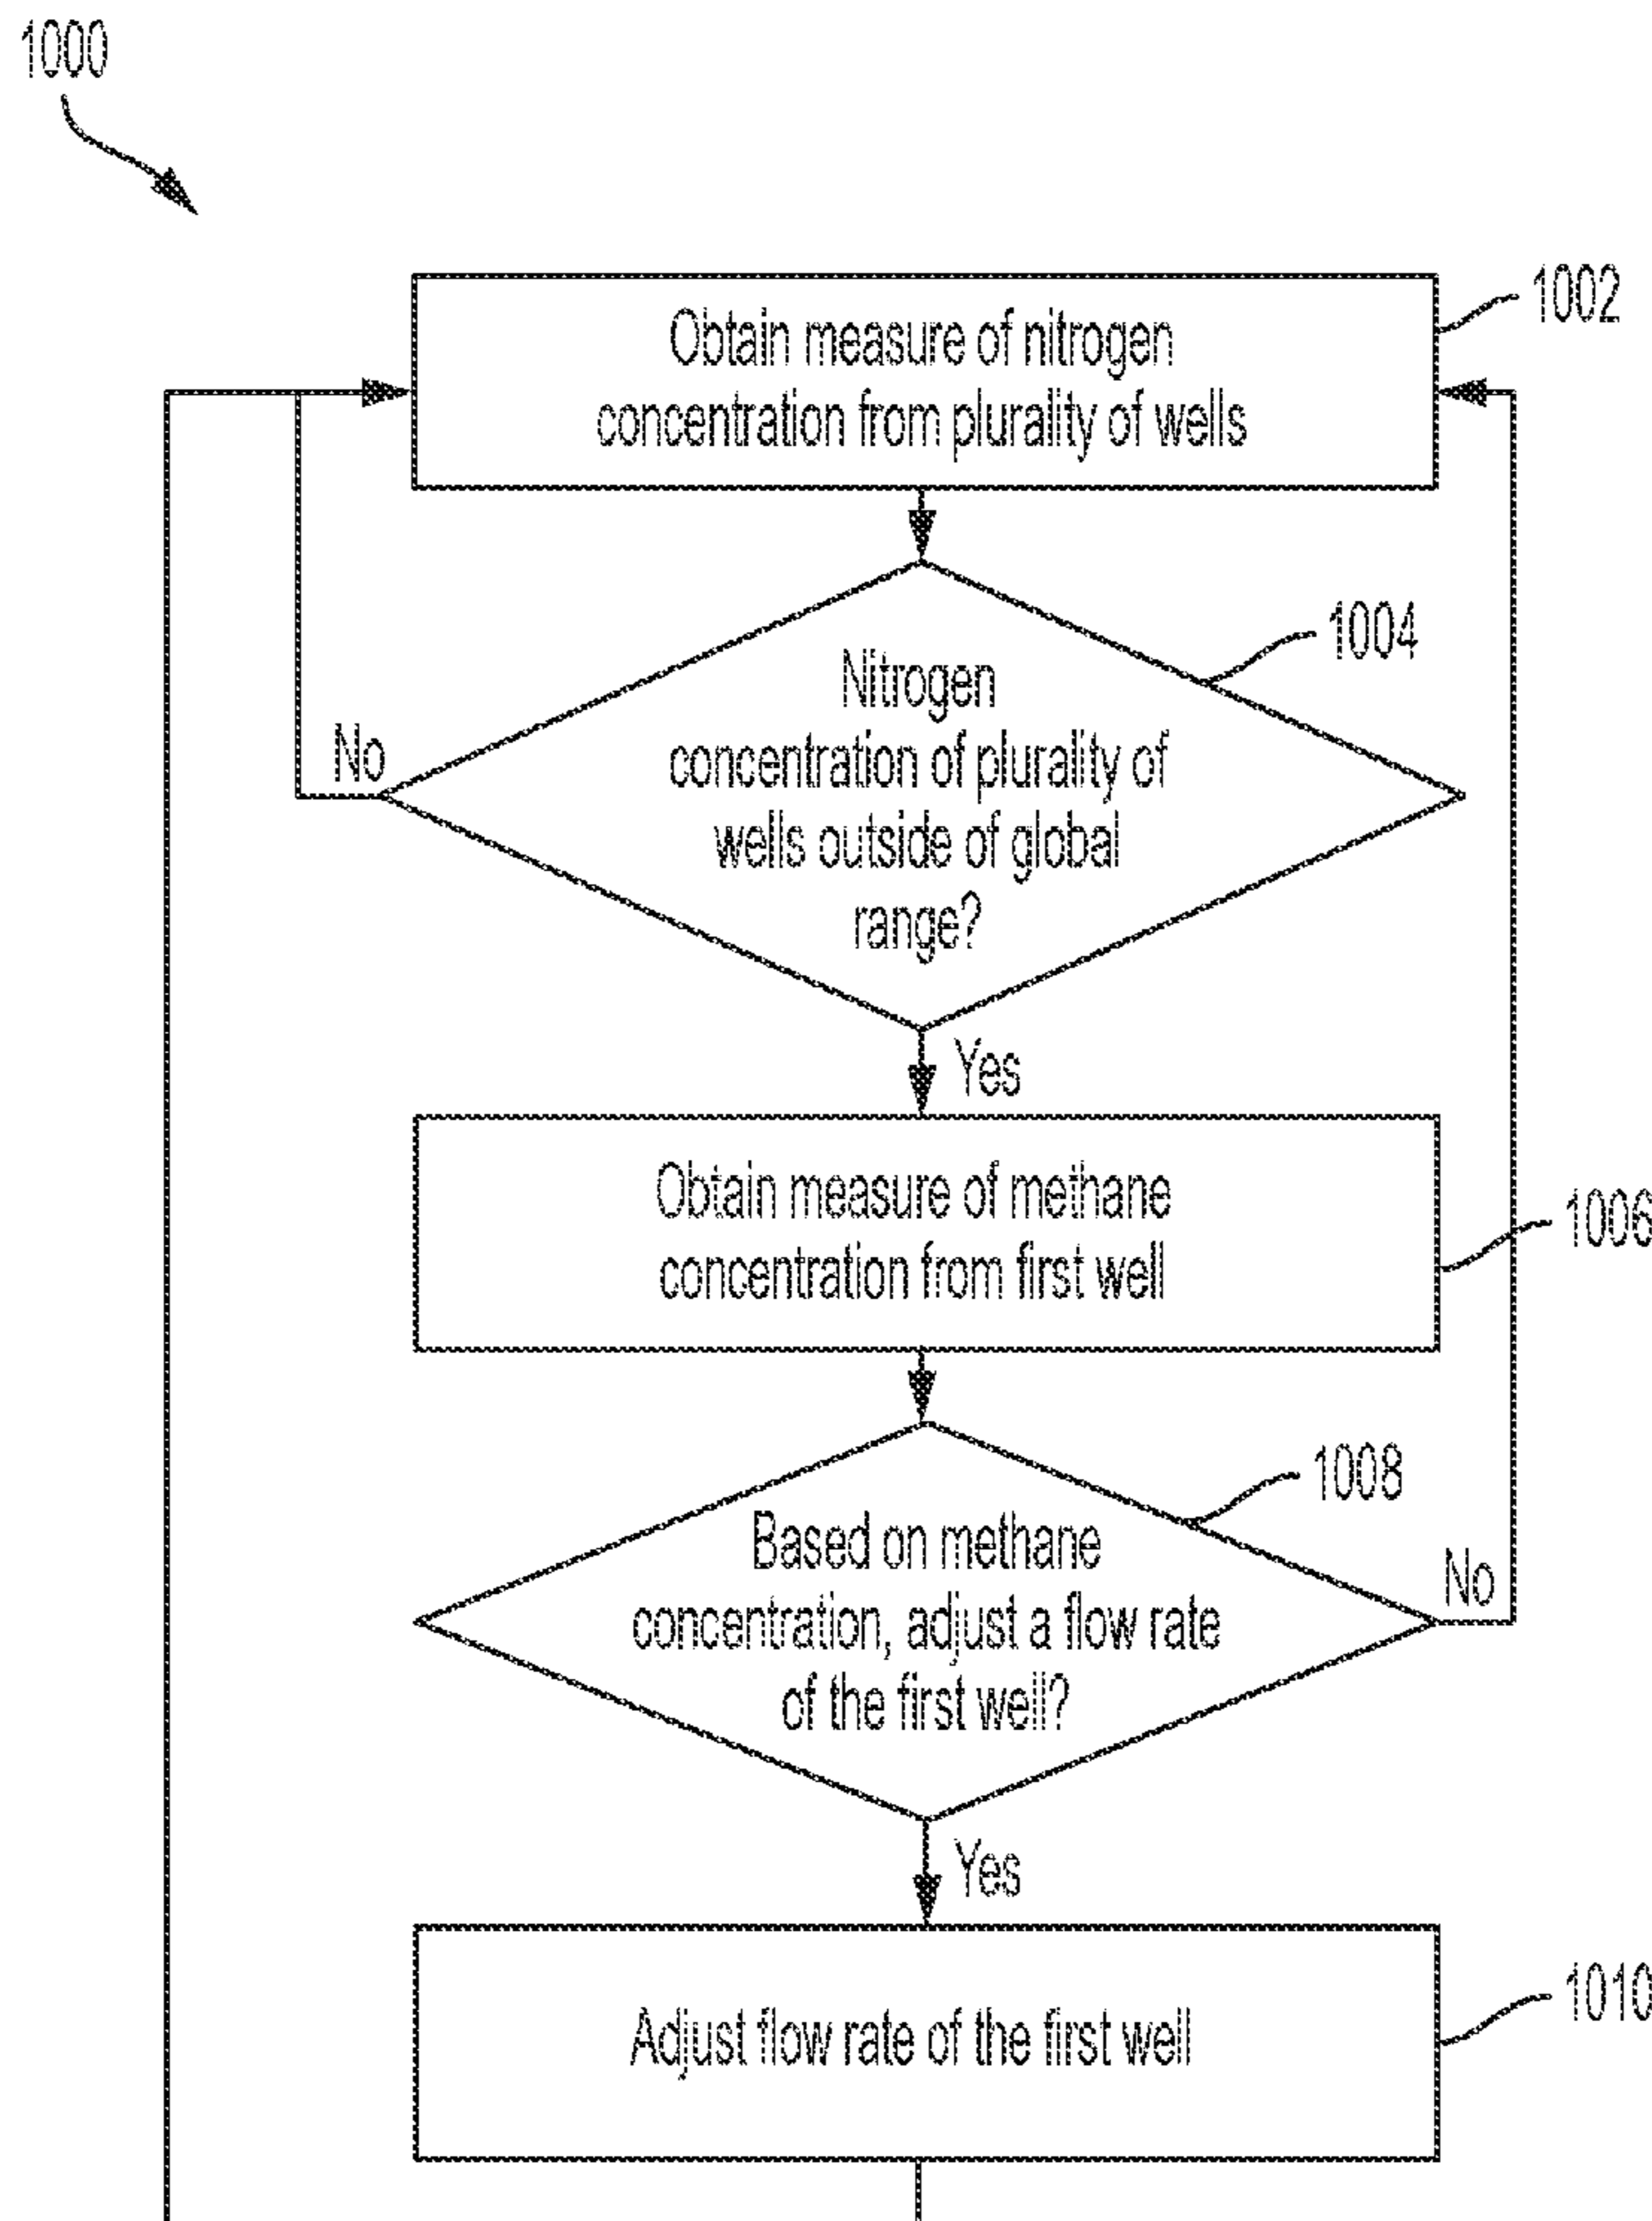 1000
1002
Obtain measure of nitrogen
concentration from plurality of wells
1004
Nitrogen
concentration of plurality of
wells outside of global
range?
No
Yes
Obtain measure of methane
concentration from first well
1006
1008
Based on methane
concentration, adjust a flow rate
of the first well?
No
Yes
Adjust flow rate of the first well
1010